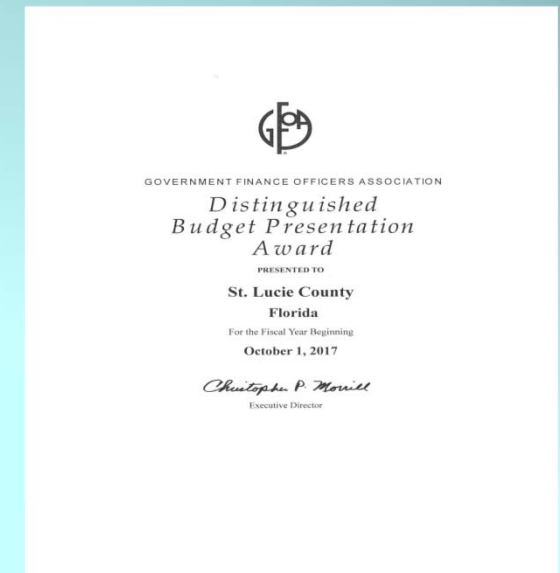 GFOA
GOVERNMENT FINANCE OFFICERS ASSOCIATION
Distinguished
Budget Presentation
Award
PRESENTED TO
St. Lucie County
Florida
For the Fiscal Year Beginning
October 1, 2017
Christopher P. Morrill
Executive Director